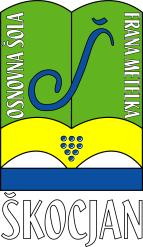 OSNOVNA ŠOLA
FRANA METELKA
Š
ŠKOCJAN